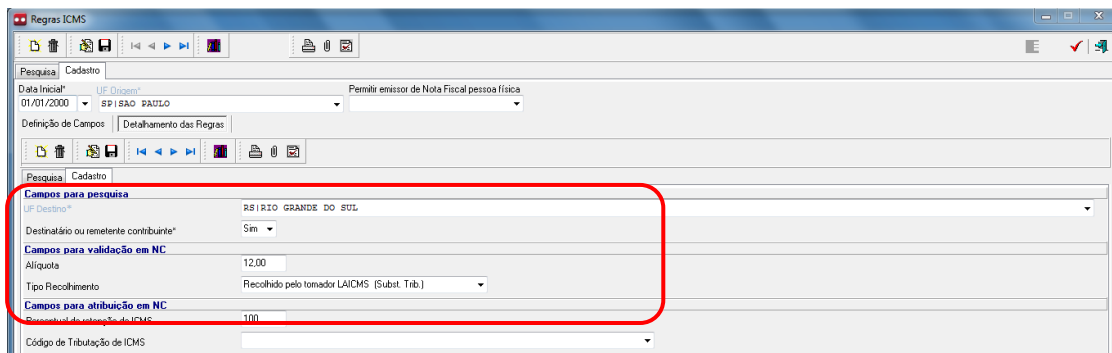 Regras ICMS
Pesquisa Cadastro
Data Inicial* UF Origem* Permitir emissor de Nota Fiscal pessoa física
01/01/2000 SP|SAO PAULO
Definição de Campos Detalhamento das Regras
Pesquisa Cadastro
Campos para pesquisa
UF Destino* RS|RIO GRANDE DO SUL
Destinatário ou remetente contribuinte* Sim
Campos para validação em NC
Alíquota 12,00
Tipo Recolhimento Recolhido pelo tomador LAICMS (Subst. Trib.)
Campos para atribuição em NC
Percentual de retenção de ICMS 100
Código de Tributação de ICMS